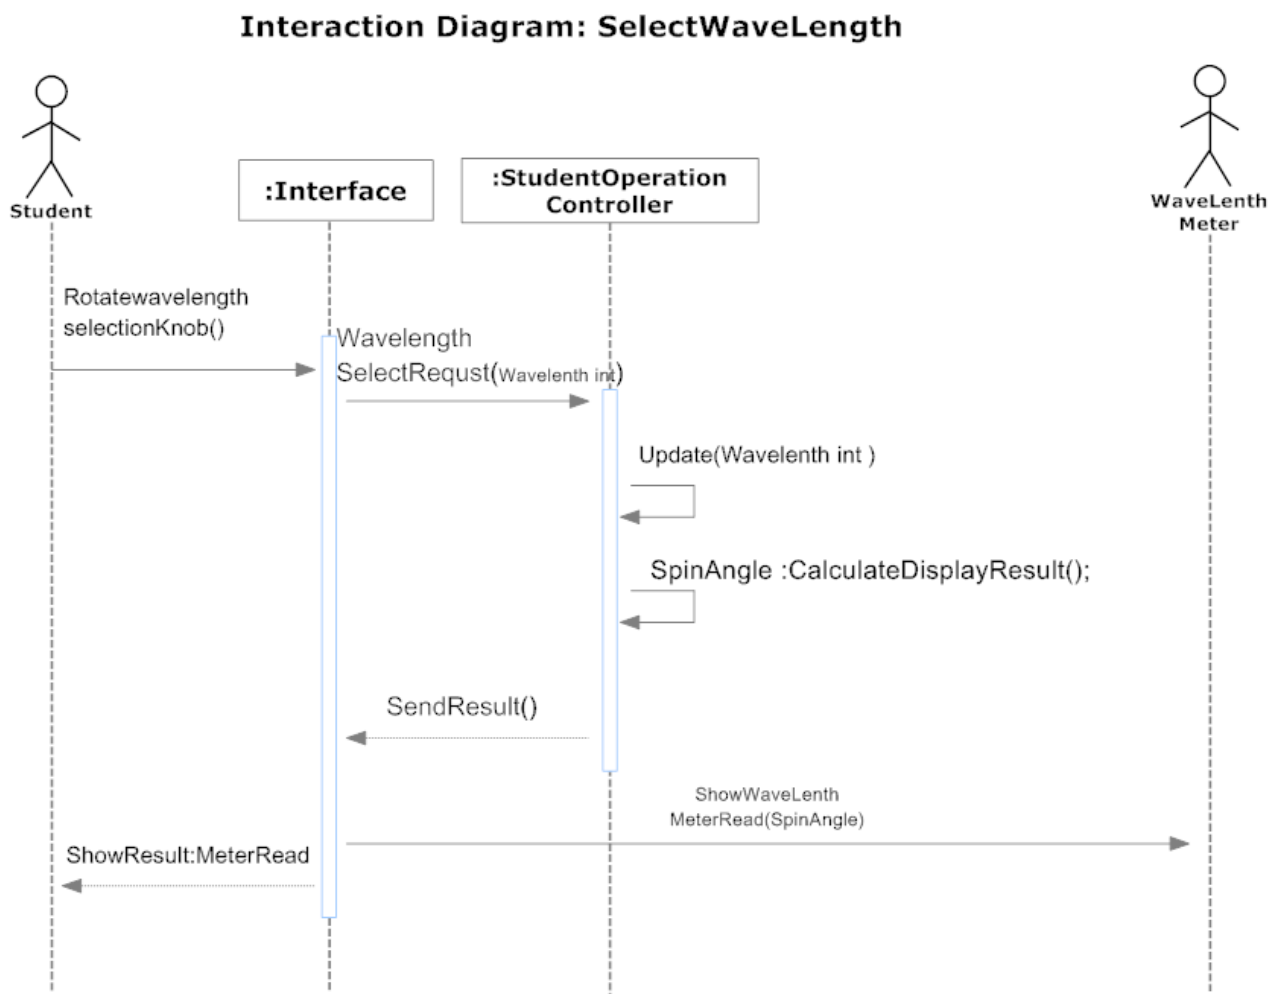 Interaction Diagram: SelectWaveLength
Student
:Interface
:StudentOperation
Controller
WaveLenth
Meter
Rotatewavelength
selectionKnob()
Wavelength
SelectRequst(Wavelenth int)
Update(Wavelenth int )
SpinAngle :CalculateDisplayResult();
SendResult()
ShowWaveLenth
MeterRead(SpinAngle)
ShowResult:MeterRead